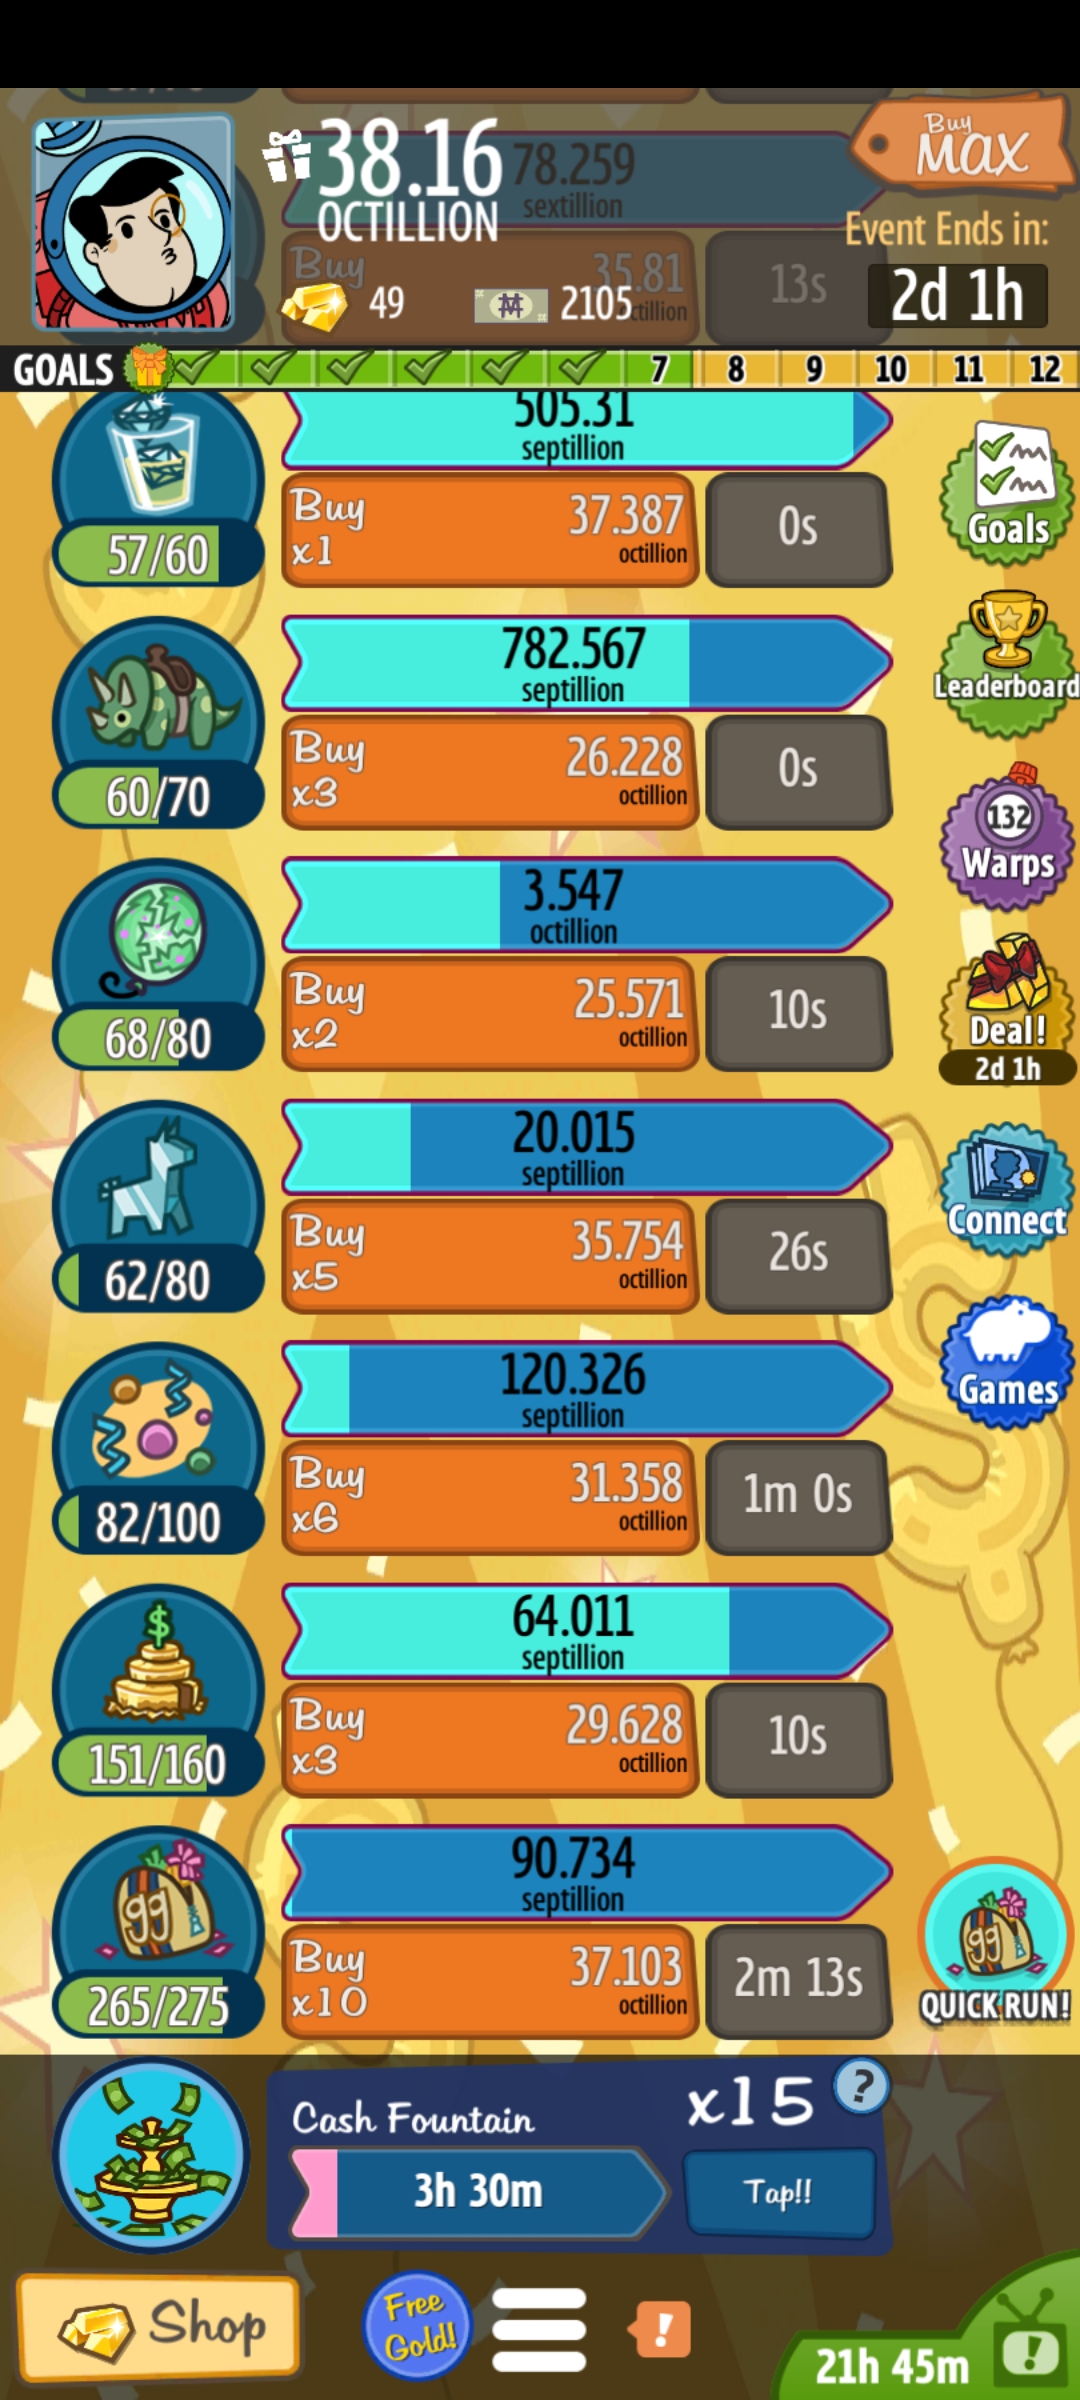 38.16
OCTILLION
78.259
sextillion
Buy
MAX
Event Ends in:
2d 1h
Buy
35.81
13s
49
2105
GOALS
7 8 9 10 11 12
505.31
septillion
57/60
Buy
x1
37.387
octillion
0s
Goals
Leaderboard
782.567
septillion
60/70
Buy
x3
26.228
octillion
0s
132
Warps
3.547
octillion
68/80
Buy
x2
25.571
octillion
10s
Deal!
2d 1h
20.015
septillion
62/80
Buy
x5
35.754
octillion
26s
Connect
120.326
septillion
82/100
Buy
x6
31.358
octillion
1m 0s
Games
64.011
septillion
$
151/160
Buy
x3
29.628
octillion
10s
90.734
septillion
gg
265/275
Buy
x10
37.103
octillion
2m 13s
gg
QUICK RUN!
Cash Fountain
x15
?
3h 30m
Tap!!
Shop
Free
Gold!
!
21h 45m
!